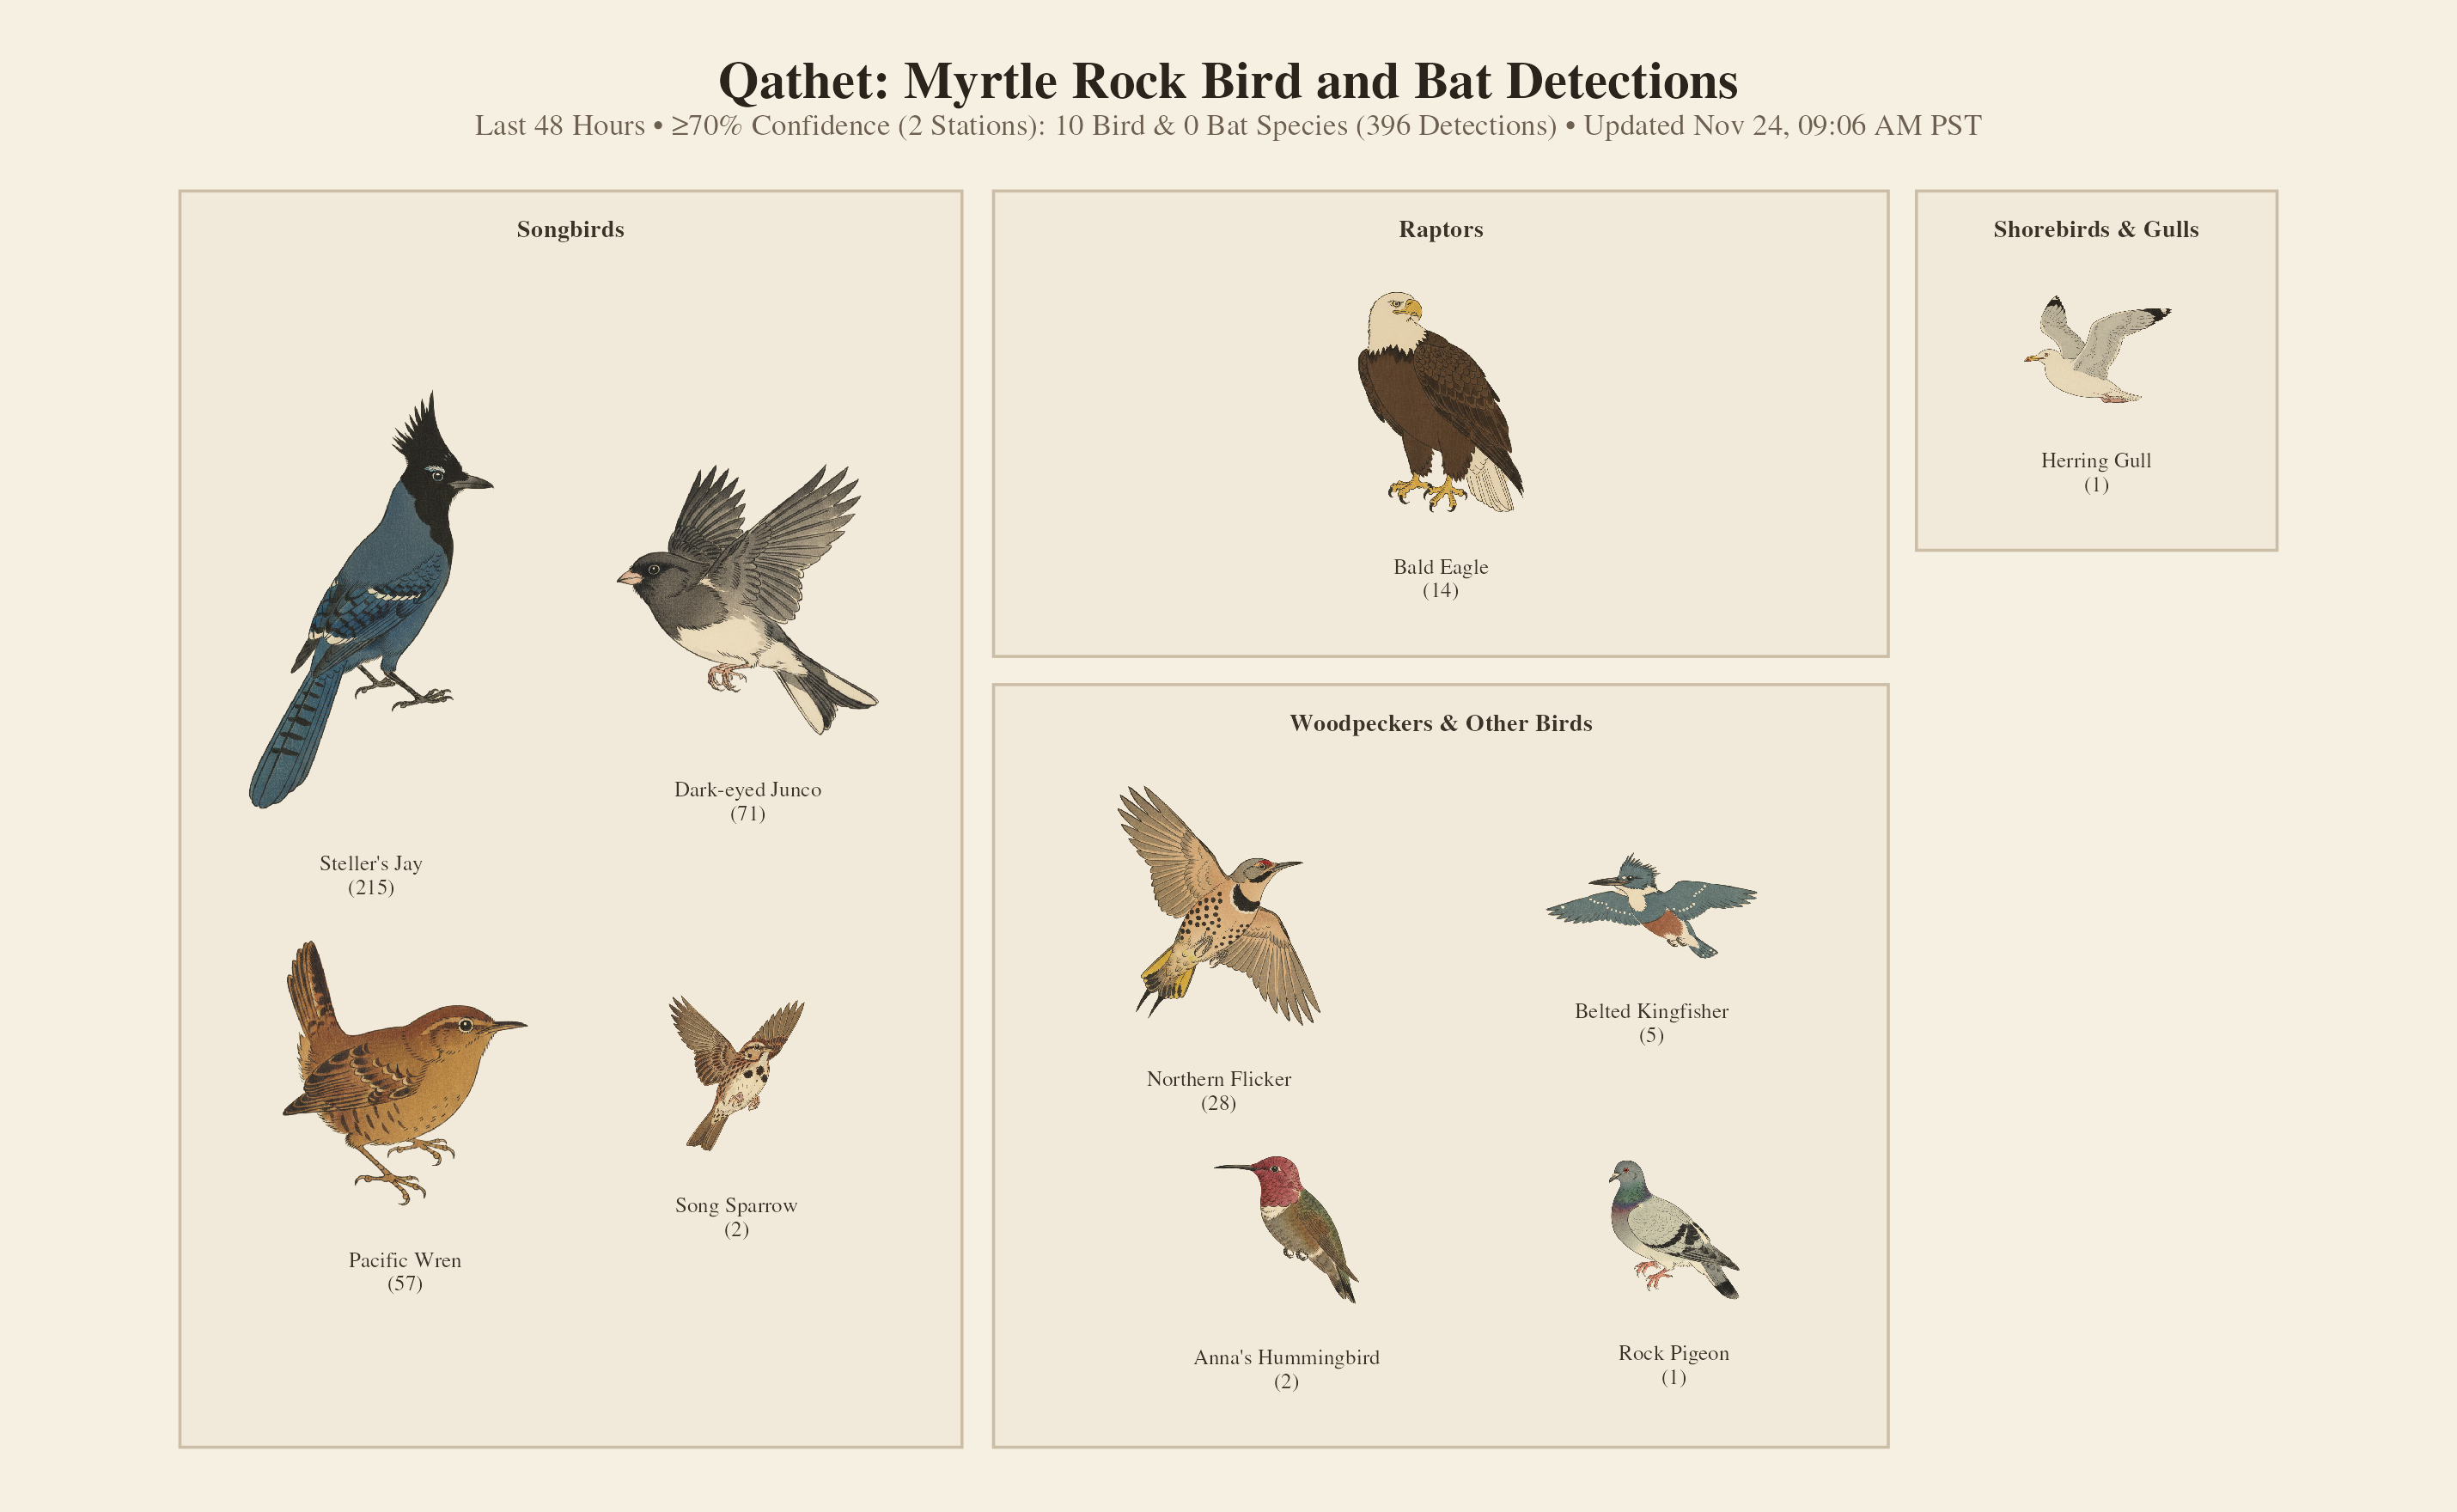 Qathet: Myrtle Rock Bird and Bat Detections
Last 48 Hours • ≥70% Confidence (2 Stations): 10 Bird & 0 Bat Species (396 Detections) • Updated Nov 24, 09:06 AM PST
Songbirds
Steller's Jay
(215)
Dark-eyed Junco
(71)
Pacific Wren
(57)
Song Sparrow
(2)
Raptors
Bald Eagle
(14)
Woodpeckers & Other Birds
Northern Flicker
(28)
Belted Kingfisher
(5)
Anna's Hummingbird
(2)
Rock Pigeon
(1)
Shorebirds & Gulls
Herring Gull
(1)